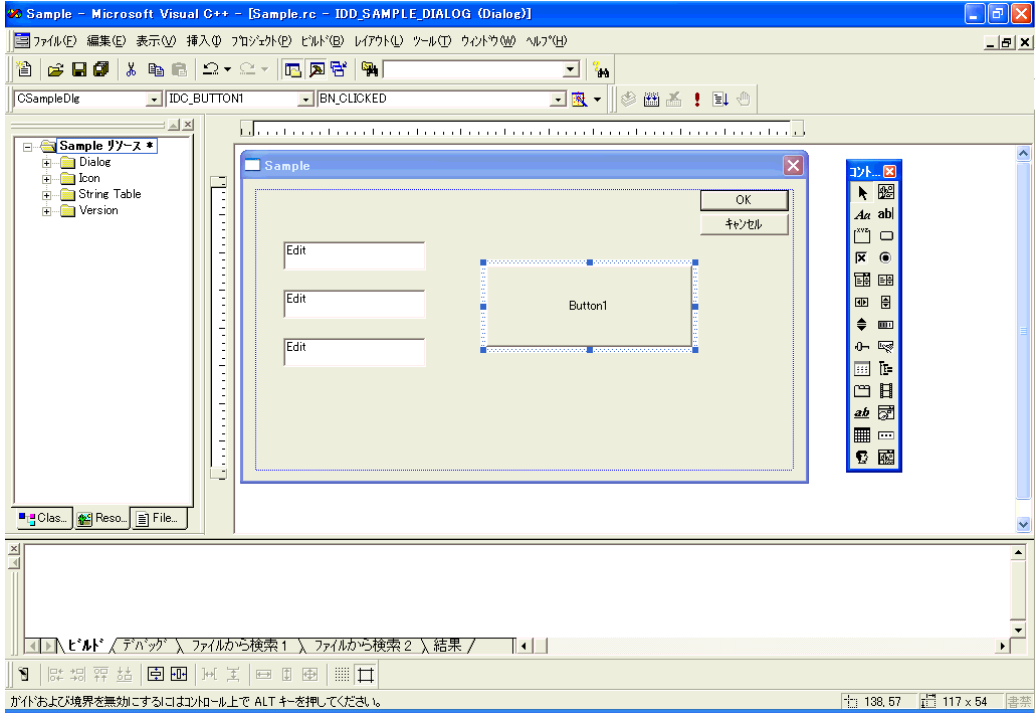 Sample - Microsoft Visual C++ - [Sample.rc - IDD_SAMPLE_DIALOG (Dialog)]
ファイル(F) 編集(E) 表示(V) 挿入(I) プロジェクト(P) ビルド(B) レイアウト(L) ツール(T) ウィンドウ(W) ヘルプ(H)
CSampleDlg IDC_BUTTON1 BN_CLICKED
Sample リソース *
Dialog
Icon
String Table
Version
Clas... Reso... File...
Sample
OK
キャンセル
Edit
Edit
Edit
Button1
コント...
Aa ab|
XYZ
ab
ビルド デバッグ ファイルから検索 1 ファイルから検索 2 結果
ガイドおよび境界を無効にするにはコントロール上で ALT キーを押してください。 138, 57 117 x 54 書禁